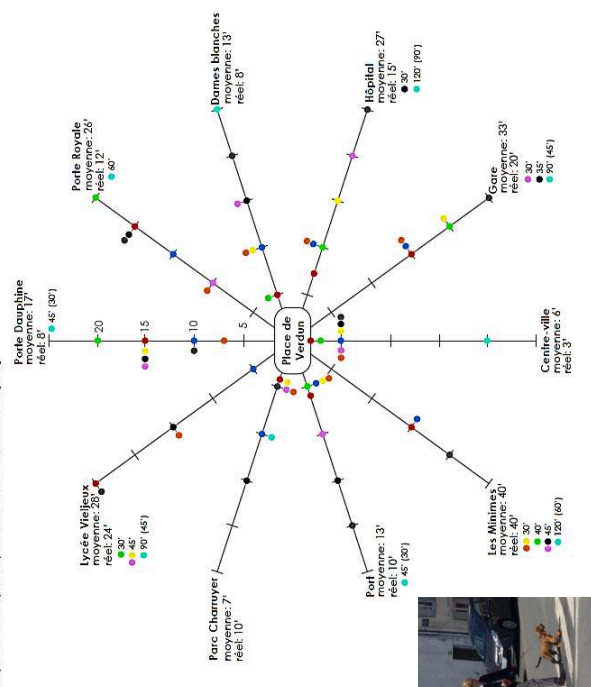 Porte Dauphine
moyenne: 17'
réel: 8'
45' (30')
20
15
10
5
Porte Royale
moyenne: 26'
réel: 12'
60'
Dames blanches
moyenne: 13'
réel: 8'
Hôpital
moyenne: 27'
réel: 15'
30'
120' (90')
Gare
moyenne: 33'
réel: 20'
30'
35'
90' (45')
Centre-ville
moyenne: 6'
réel: 3'
Les Minimes
moyenne: 40'
réel: 40'
30'
40'
45'
120' (60')
Port
moyenne: 13'
réel: 10'
45' (30')
Parc Charruyer
moyenne: 7'
réel: 10'
Lycée Vieljeux
moyenne: 28'
réel: 24'
30'
45'
90' (45')
Place de
Verdun